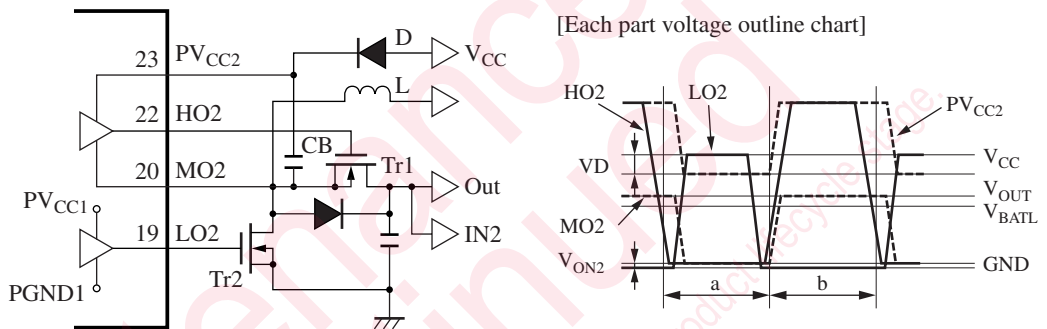 [Each part voltage outline chart]
23 PVCC2
D
VCC
L
22 HO2
CB
20 MO2
Tr1
Out
PVCC1
IN2
19 LO2
Tr2
PGND1
HO2
LO2
PVCC2
VD
VCC
VOUT
VBATL
MO2
VON2
GND
a
b